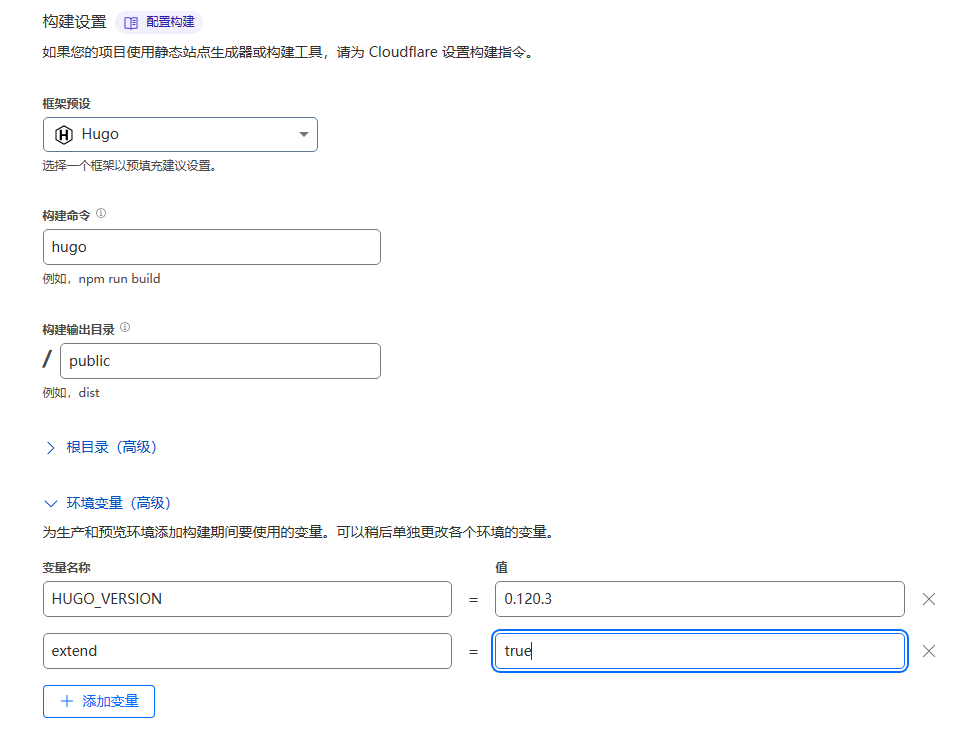 构建设置 配置构建
如果您的项目使用静态站点生成器或构建工具，请为 Cloudflare 设置构建指令。
框架预设
Hugo
选择一个框架以预填充建议设置。
构建命令
hugo
例如，npm run build
构建输出目录
/ public
例如，dist
根目录（高级）
环境变量（高级）
为生产和预览环境添加构建期间要使用的变量。可以稍后单独更改各个环境的变量。
变量名称 值
HUGO_VERSION = 0.120.3
extend = true
添加变量